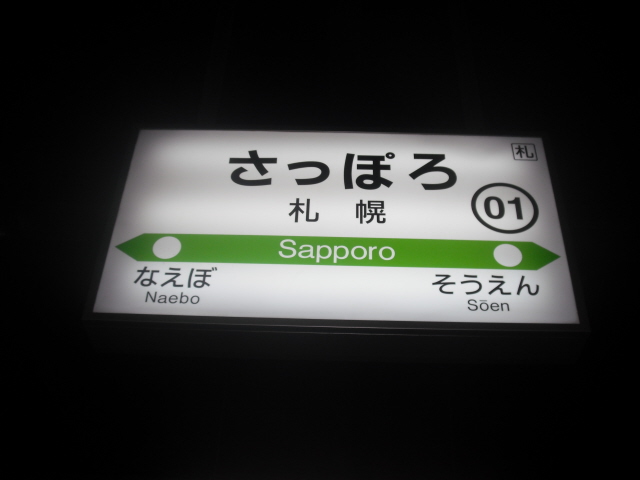 札
さっぽろ
札幌
01
Sapporo
なえぼ
Naebo
そうえん
Sōen